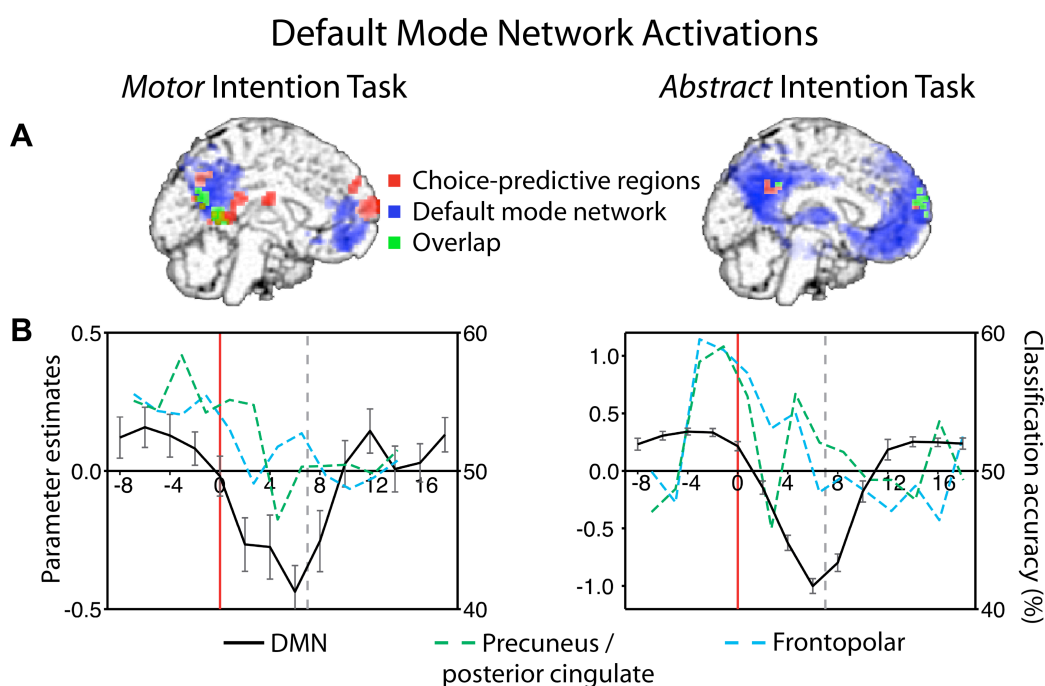 Default Mode Network Activations
Motor Intention Task
Abstract Intention Task
A
Choice-predictive regions
Default mode network
Overlap
B
0.5
0.0
-0.5
Parameter estimates
60
50
40
-8 -4 0 4 8 12 16
1.0
0.5
0.0
-0.5
-1.0
60
50
40
Classification accuracy (%)
-8 -4 0 4 8 12 16
DMN
Precuneus /
posterior cingulate
Frontopolar